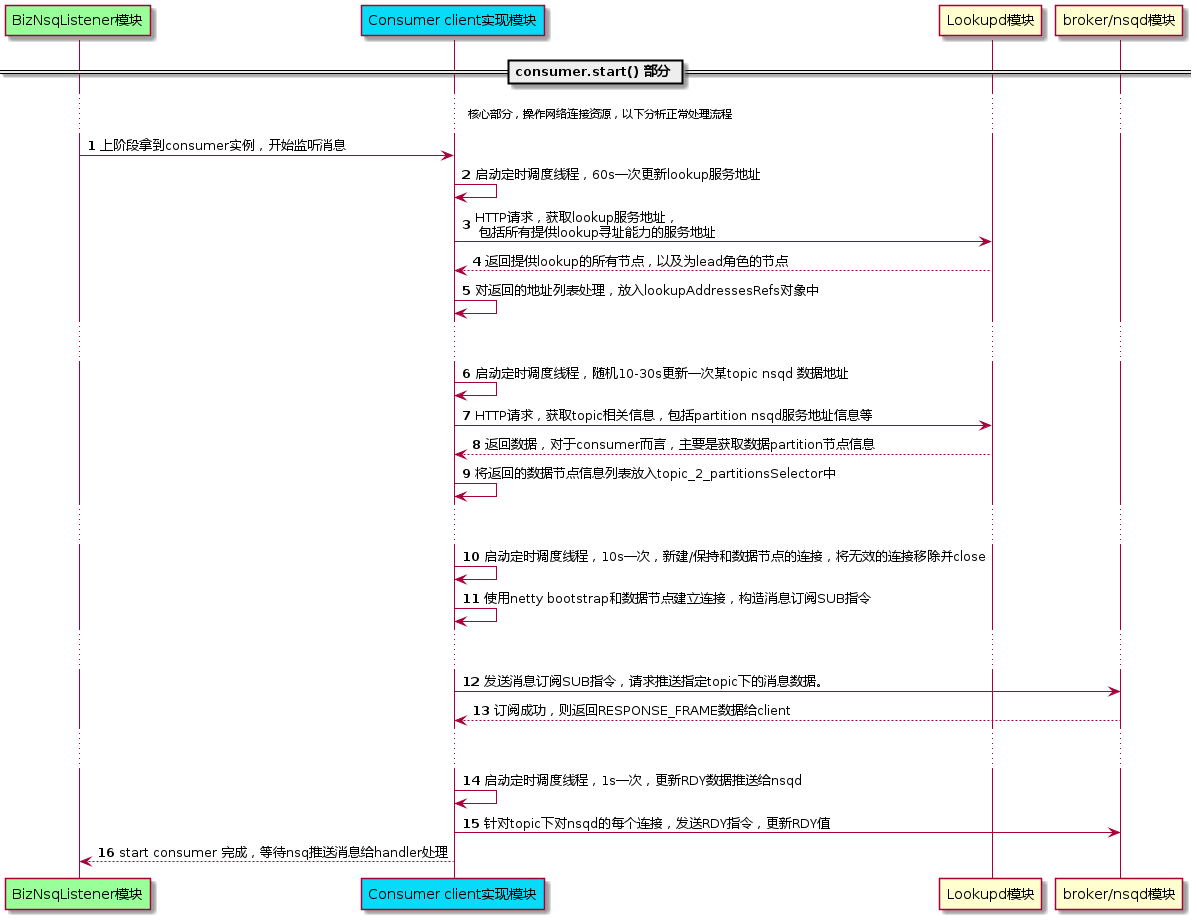 BizNsqListener模块
Consumer client实现模块
Lookupd模块
broker/nsqd模块
consumer.start() 部分
核心部分，操作网络连接资源，以下分析正常处理流程
1 上阶段拿到consumer实例，开始监听消息
2 启动定时调度线程，60s一次更新lookup服务地址
3 HTTP请求，获取lookup服务地址，
包括所有提供lookup寻址能力的服务地址
4 返回提供lookup的所有节点，以及为lead角色的节点
5 对返回的地址列表处理，放入lookupAddressesRefs对象中
6 启动定时调度线程，随机10-30s更新一次某topic nsqd 数据地址
7 HTTP请求，获取topic相关信息，包括partition nsqd服务地址信息等
8 返回数据，对于consumer而言，主要是获取数据partition节点信息
9 将返回的数据节点信息列表放入topic_2_partitionsSelector中
10 启动定时调度线程，10s一次，新建/保持和数据节点的连接，将无效的连接移除并close
11 使用netty bootstrap和数据节点建立连接，构造消息订阅SUB指令
12 发送消息订阅SUB指令，请求推送指定topic下的消息数据。
13 订阅成功，则返回RESPONSE_FRAME数据给client
14 启动定时调度线程，1s一次，更新RDY数据推送给nsqd
15 针对topic下对nsqd的每个连接，发送RDY指令，更新RDY值
16 start consumer 完成，等待nsq推送消息给handler处理
BizNsqListener模块
Consumer client实现模块
Lookupd模块
broker/nsqd模块